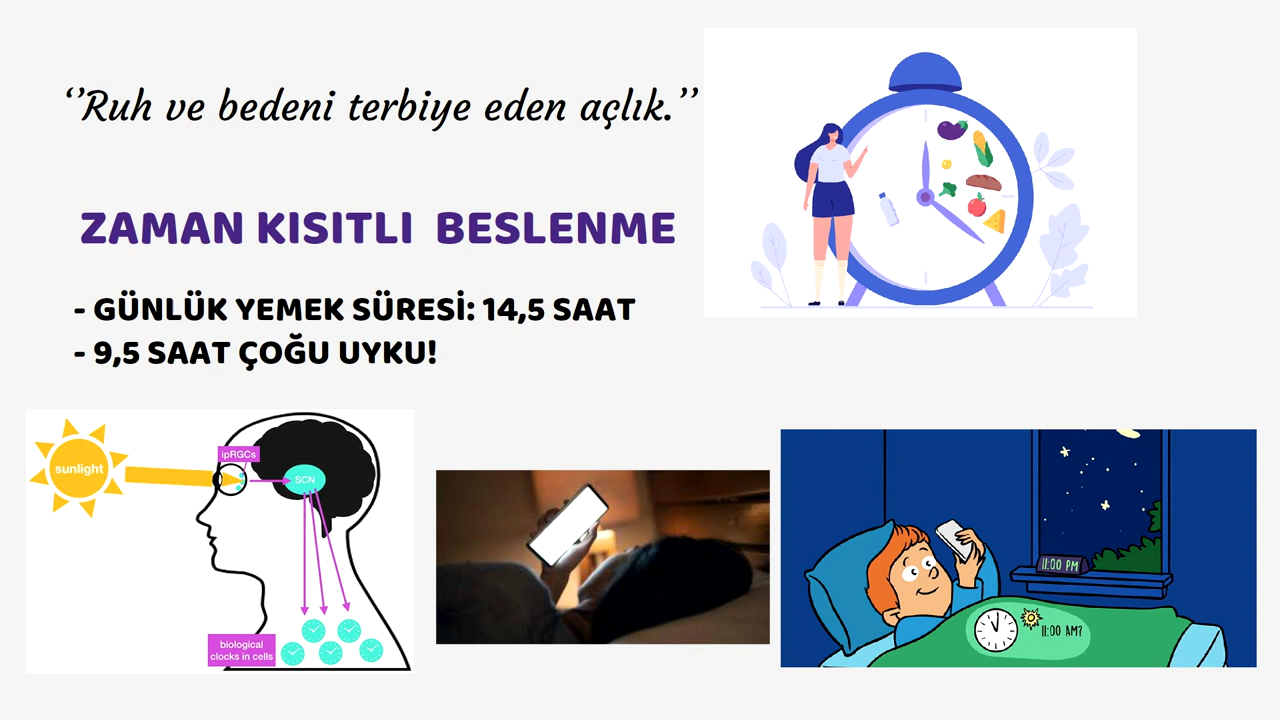 ‘’Ruh ve bedeni terbiye eden açlık.’’
ZAMAN KISITLI BESLENME
- GÜNLÜK YEMEK SÜRESİ: 14,5 SAAT
- 9,5 SAAT ÇOĞU UYKU!
sunlight
ipRGCs
SCN
biological
clocks in cells
11:00 PM
11:00 AM?